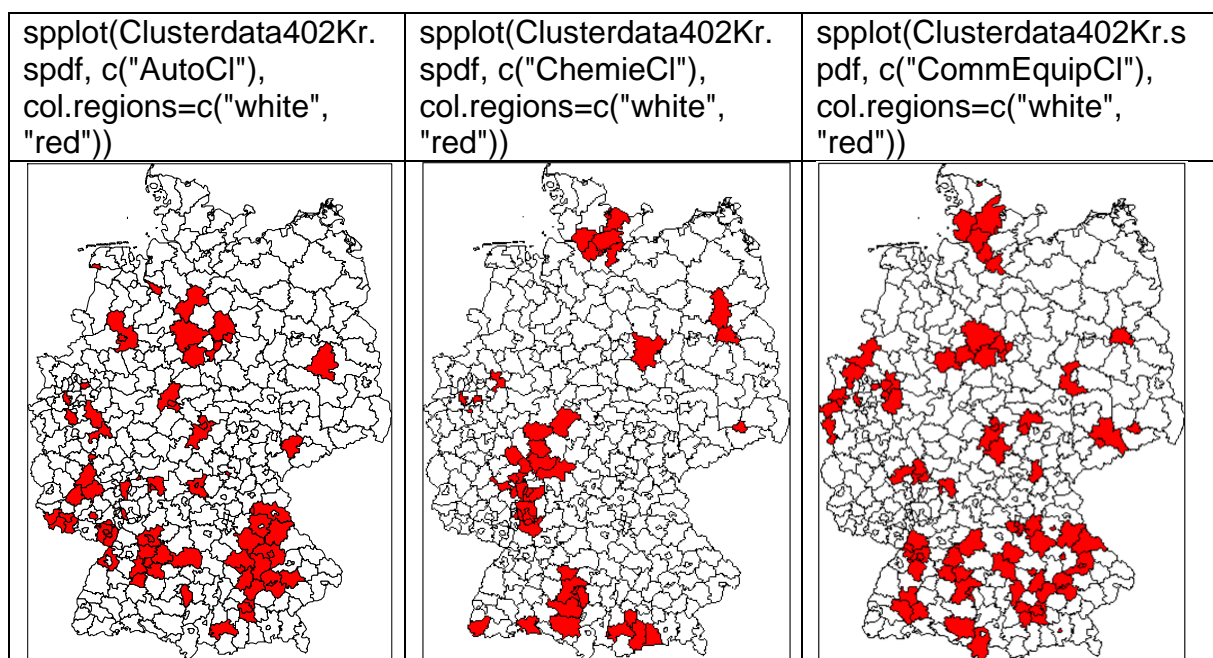 spplot(Clusterdata402Kr.
spdf, c("AutoCl"),
col.regions=c("white",
"red"))
spplot(Clusterdata402Kr.
spdf, c("ChemieCl"),
col.regions=c("white",
"red"))
spplot(Clusterdata402Kr.s
pdf, c("CommEquipCl"),
col.regions=c("white",
"red"))